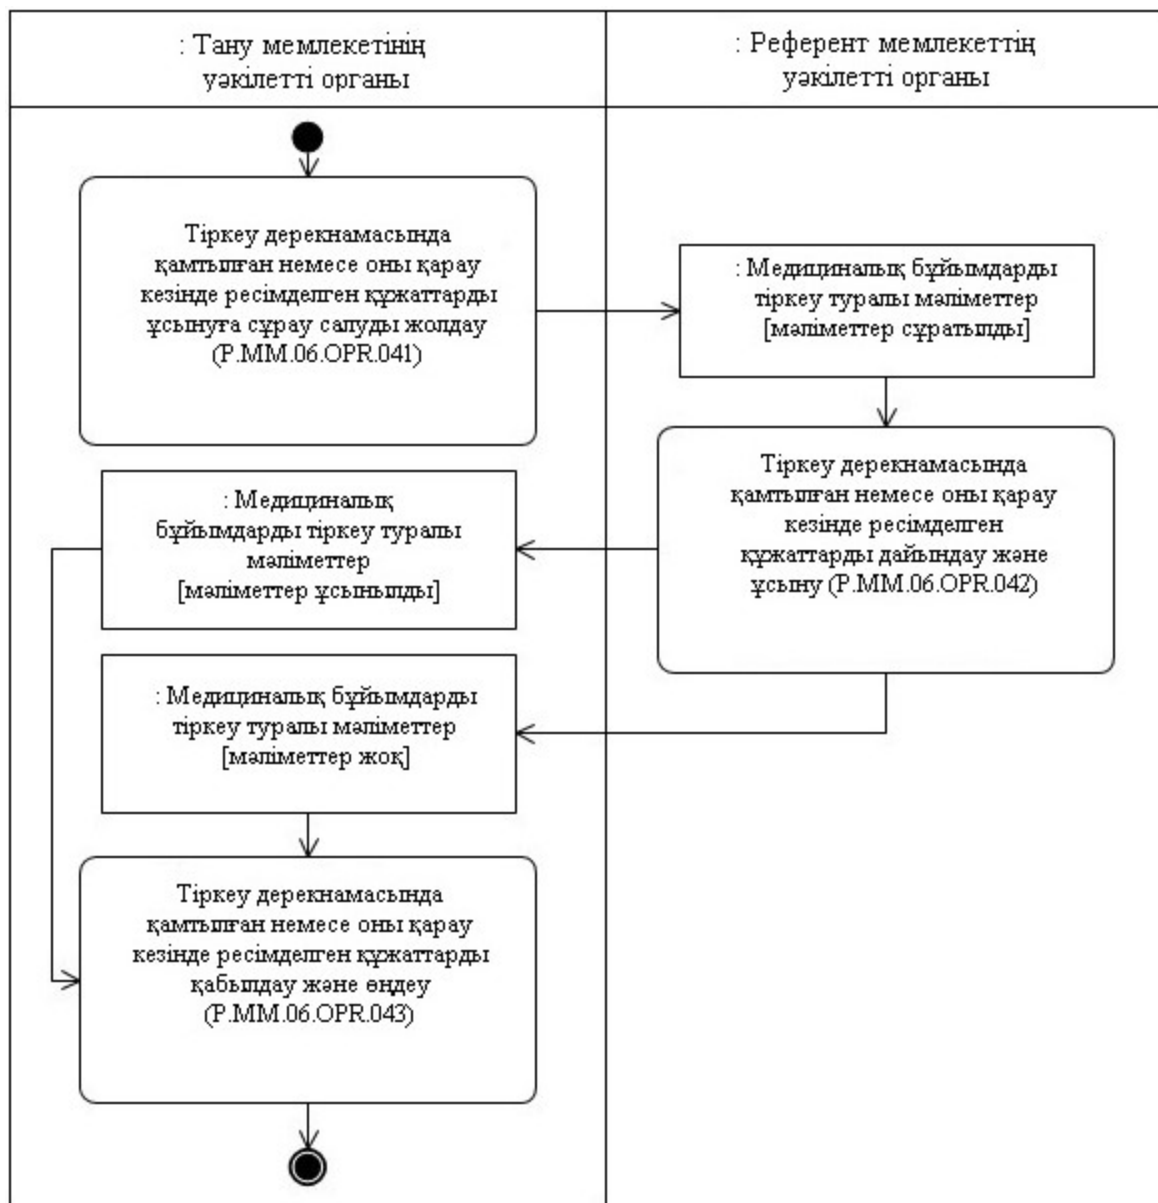 : Тану мемлекетінің
уәкілетті органы
: Референт мемлекеттің
уәкілетті органы
Тіркеу дерекнамасында
қамтылған немесе оны қарау
кезінде ресімделген құжаттарды
ұсынуға сұрау салуды жолдау
(P.MM.06.OPR.041)
: Медициналық бұйымдарды
тіркеу туралы мәліметтер
[мәліметтер сұратылды]
Тіркеу дерекнамасында
қамтылған немесе оны қарау
кезінде ресімделген
құжаттарды дайындау және
ұсыну (P.MM.06.OPR.042)
: Медициналық
бұйымдарды тіркеу туралы
мәліметтер
[мәліметтер ұсынылды]
: Медициналық бұйымдарды
тіркеу туралы мәліметтер
[мәліметтер жоқ]
Тіркеу дерекнамасында
қамтылған немесе оны қарау
кезінде ресімделген құжаттарды
қабылдау және өңдеу
(P.MM.06.OPR.043)